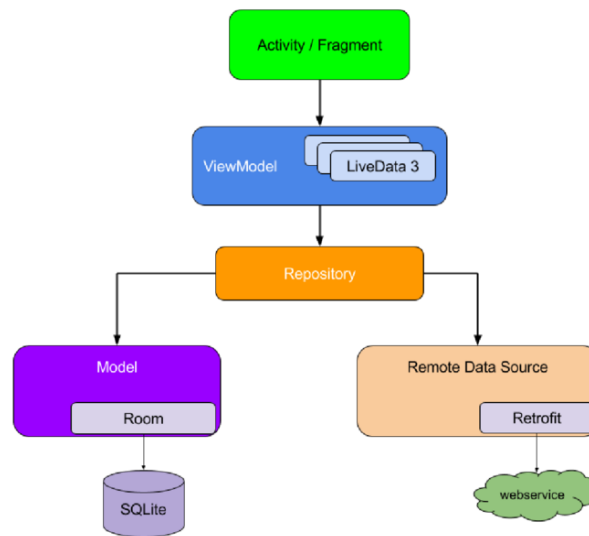 Activity / Fragment
ViewModel
LiveData 3
Repository
Model
Room
SQLite
Remote Data Source
Retrofit
webservice